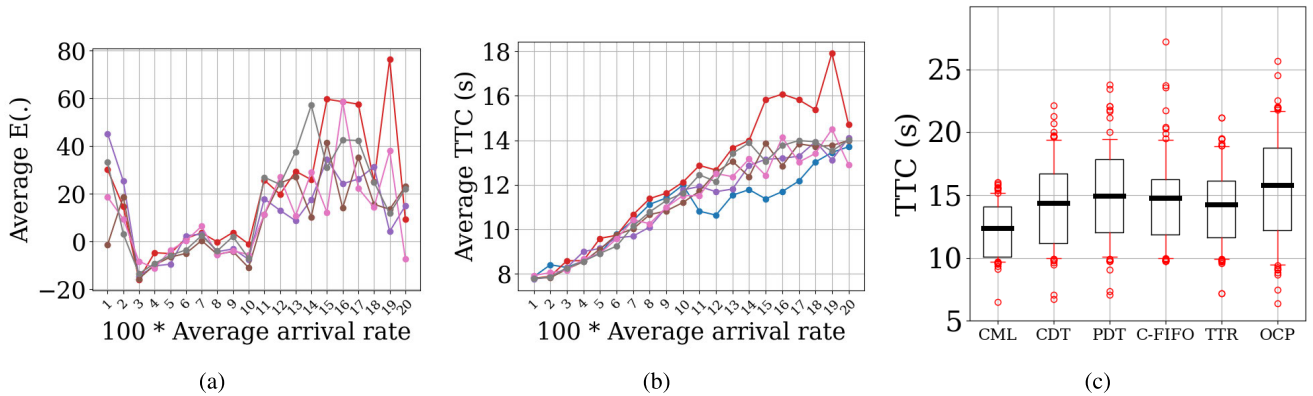 80
60
40
20
0
−20
Average E(.)
1 2 3 4 5 6 7 8 9 10 11 12 13 14 15 16 17 18 19 20
100 * Average arrival rate
(a)
18
16
14
12
10
8
Average TTC (s)
1 2 3 4 5 6 7 8 9 10 11 12 13 14 15 16 17 18 19 20
100 * Average arrival rate
(b)
25
20
15
10
5
TTC (s)
CML CDT PDT C-FIFO TTR OCP
(c)